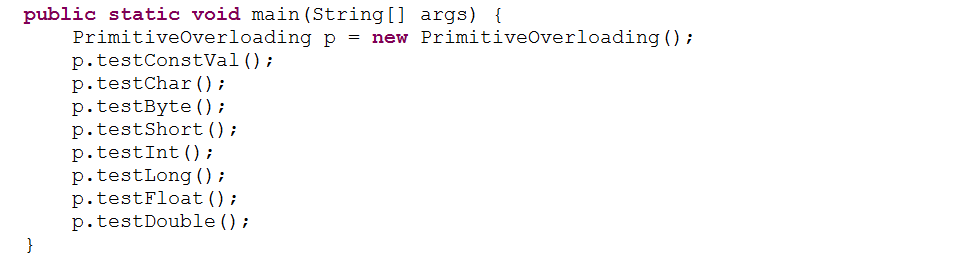 public static void main(String[] args) {
    PrimitiveOverloading p = new PrimitiveOverloading();
    p.testConstVal();
    p.testChar();
    p.testByte();
    p.testShort();
    p.testInt();
    p.testLong();
    p.testFloat();
    p.testDouble();
}